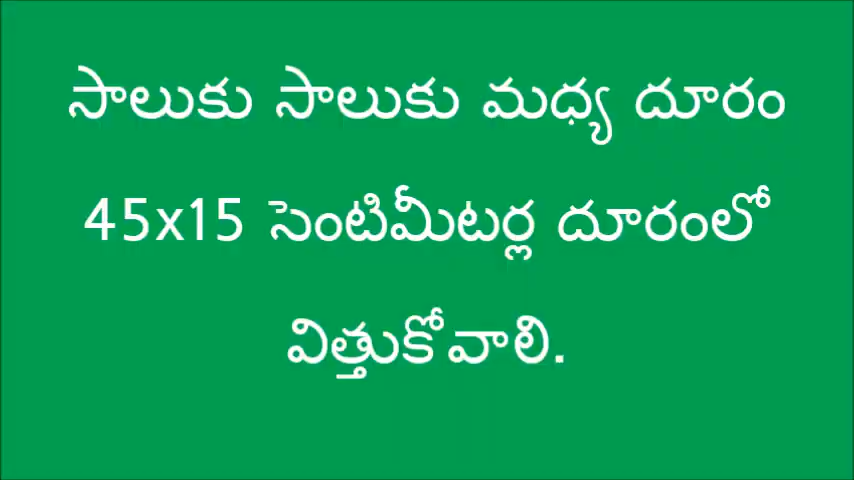 సాలుకు సాలుకు మధ్య దూరం
45x15 సెంటిమీటర్ల దూరంలో
విత్తుకోవాలి.